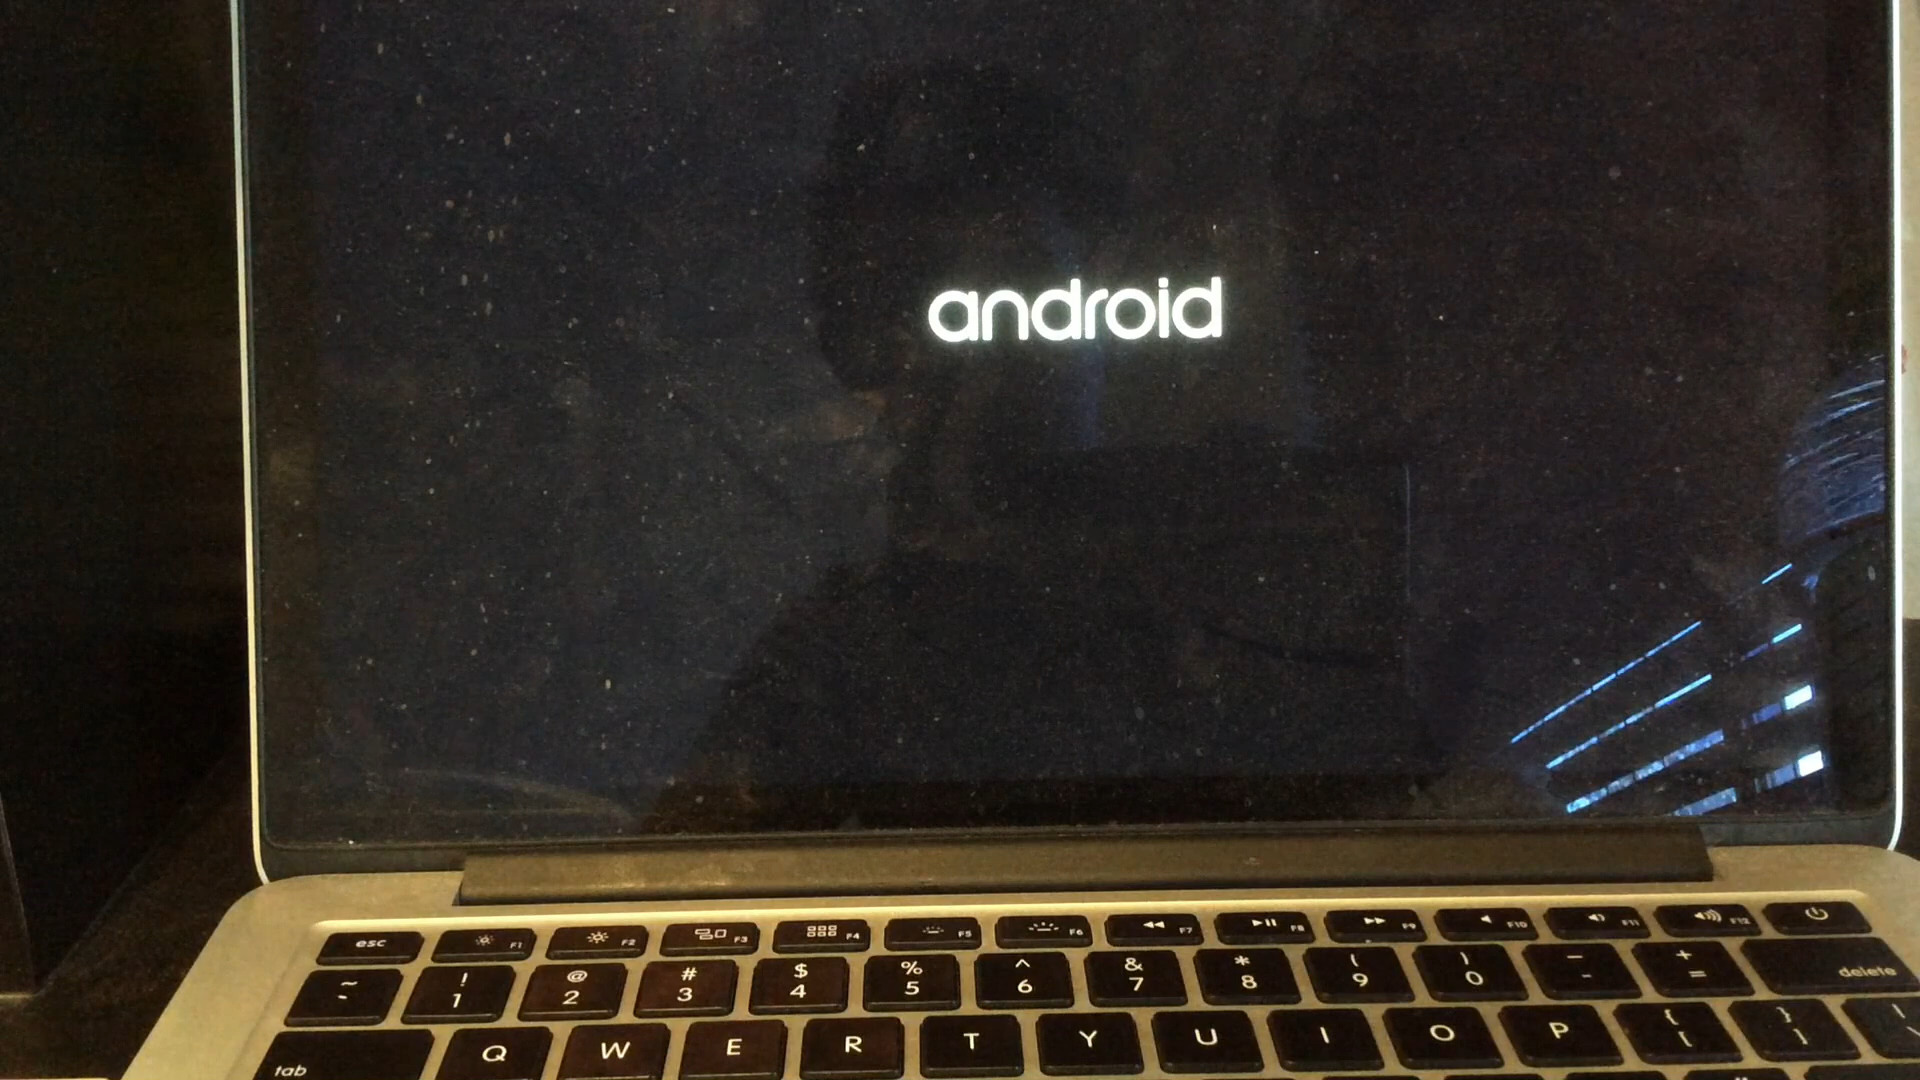 android
esc F1 F2 F3 F4 F5 F6 F7 F8 F9 F10 F11 F12
~ ! @ # $ % ^ & * ( ) — +
1 2 3 4 5 6 7 8 9 0 - = delete
tab Q W E R T Y U I O P { }
[ ]